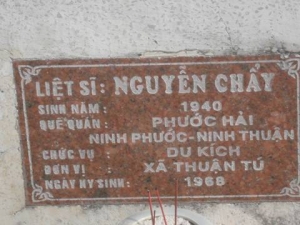 LIỆT SĨ: NGUYỄN CHẨY
SINH NĂM : 1940
QUÊ QUÁN : PHƯỚC HẢI
NINH PHƯỚC-NINH THUẬN
CHỨC VỤ : DU KÍCH
ĐƠN VỊ : XÃ THUẬN TÚ
NGÀY HY SINH: 1968